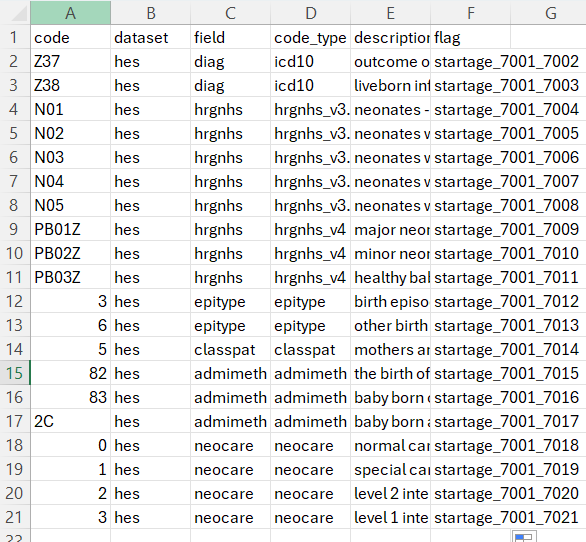 A B C D E F G
1 code dataset field code_type description flag
2 Z37 hes diag icd10 outcome o startage_7001_7002
3 Z38 hes diag icd10 liveborn inf startage_7001_7003
4 N01 hes hrgnhs hrgnhs_v3. neonates - startage_7001_7004
5 N02 hes hrgnhs hrgnhs_v3. neonates w startage_7001_7005
6 N03 hes hrgnhs hrgnhs_v3. neonates w startage_7001_7006
7 N04 hes hrgnhs hrgnhs_v3. neonates w startage_7001_7007
8 N05 hes hrgnhs hrgnhs_v3. neonates w startage_7001_7008
9 PB01Z hes hrgnhs hrgnhs_v4 major neon startage_7001_7009
10 PB02Z hes hrgnhs hrgnhs_v4 minor neon startage_7001_7010
11 PB03Z hes hrgnhs hrgnhs_v4 healthy bal startage_7001_7011
12 3 hes epitype epitype birth episo startage_7001_7012
13 6 hes epitype epitype other birth startage_7001_7013
14 5 hes classpat classpat mothers ar startage_7001_7014
15 82 hes admimeth admimeth the birth of startage_7001_7015
16 83 hes admimeth admimeth baby born startage_7001_7016
17 2C hes admimeth admimeth baby born startage_7001_7017
18 0 hes neocare neocare normal car startage_7001_7018
19 1 hes neocare neocare special car startage_7001_7019
20 2 hes neocare neocare level 2 inte startage_7001_7020
21 3 hes neocare neocare level 1 inte startage_7001_7021
22